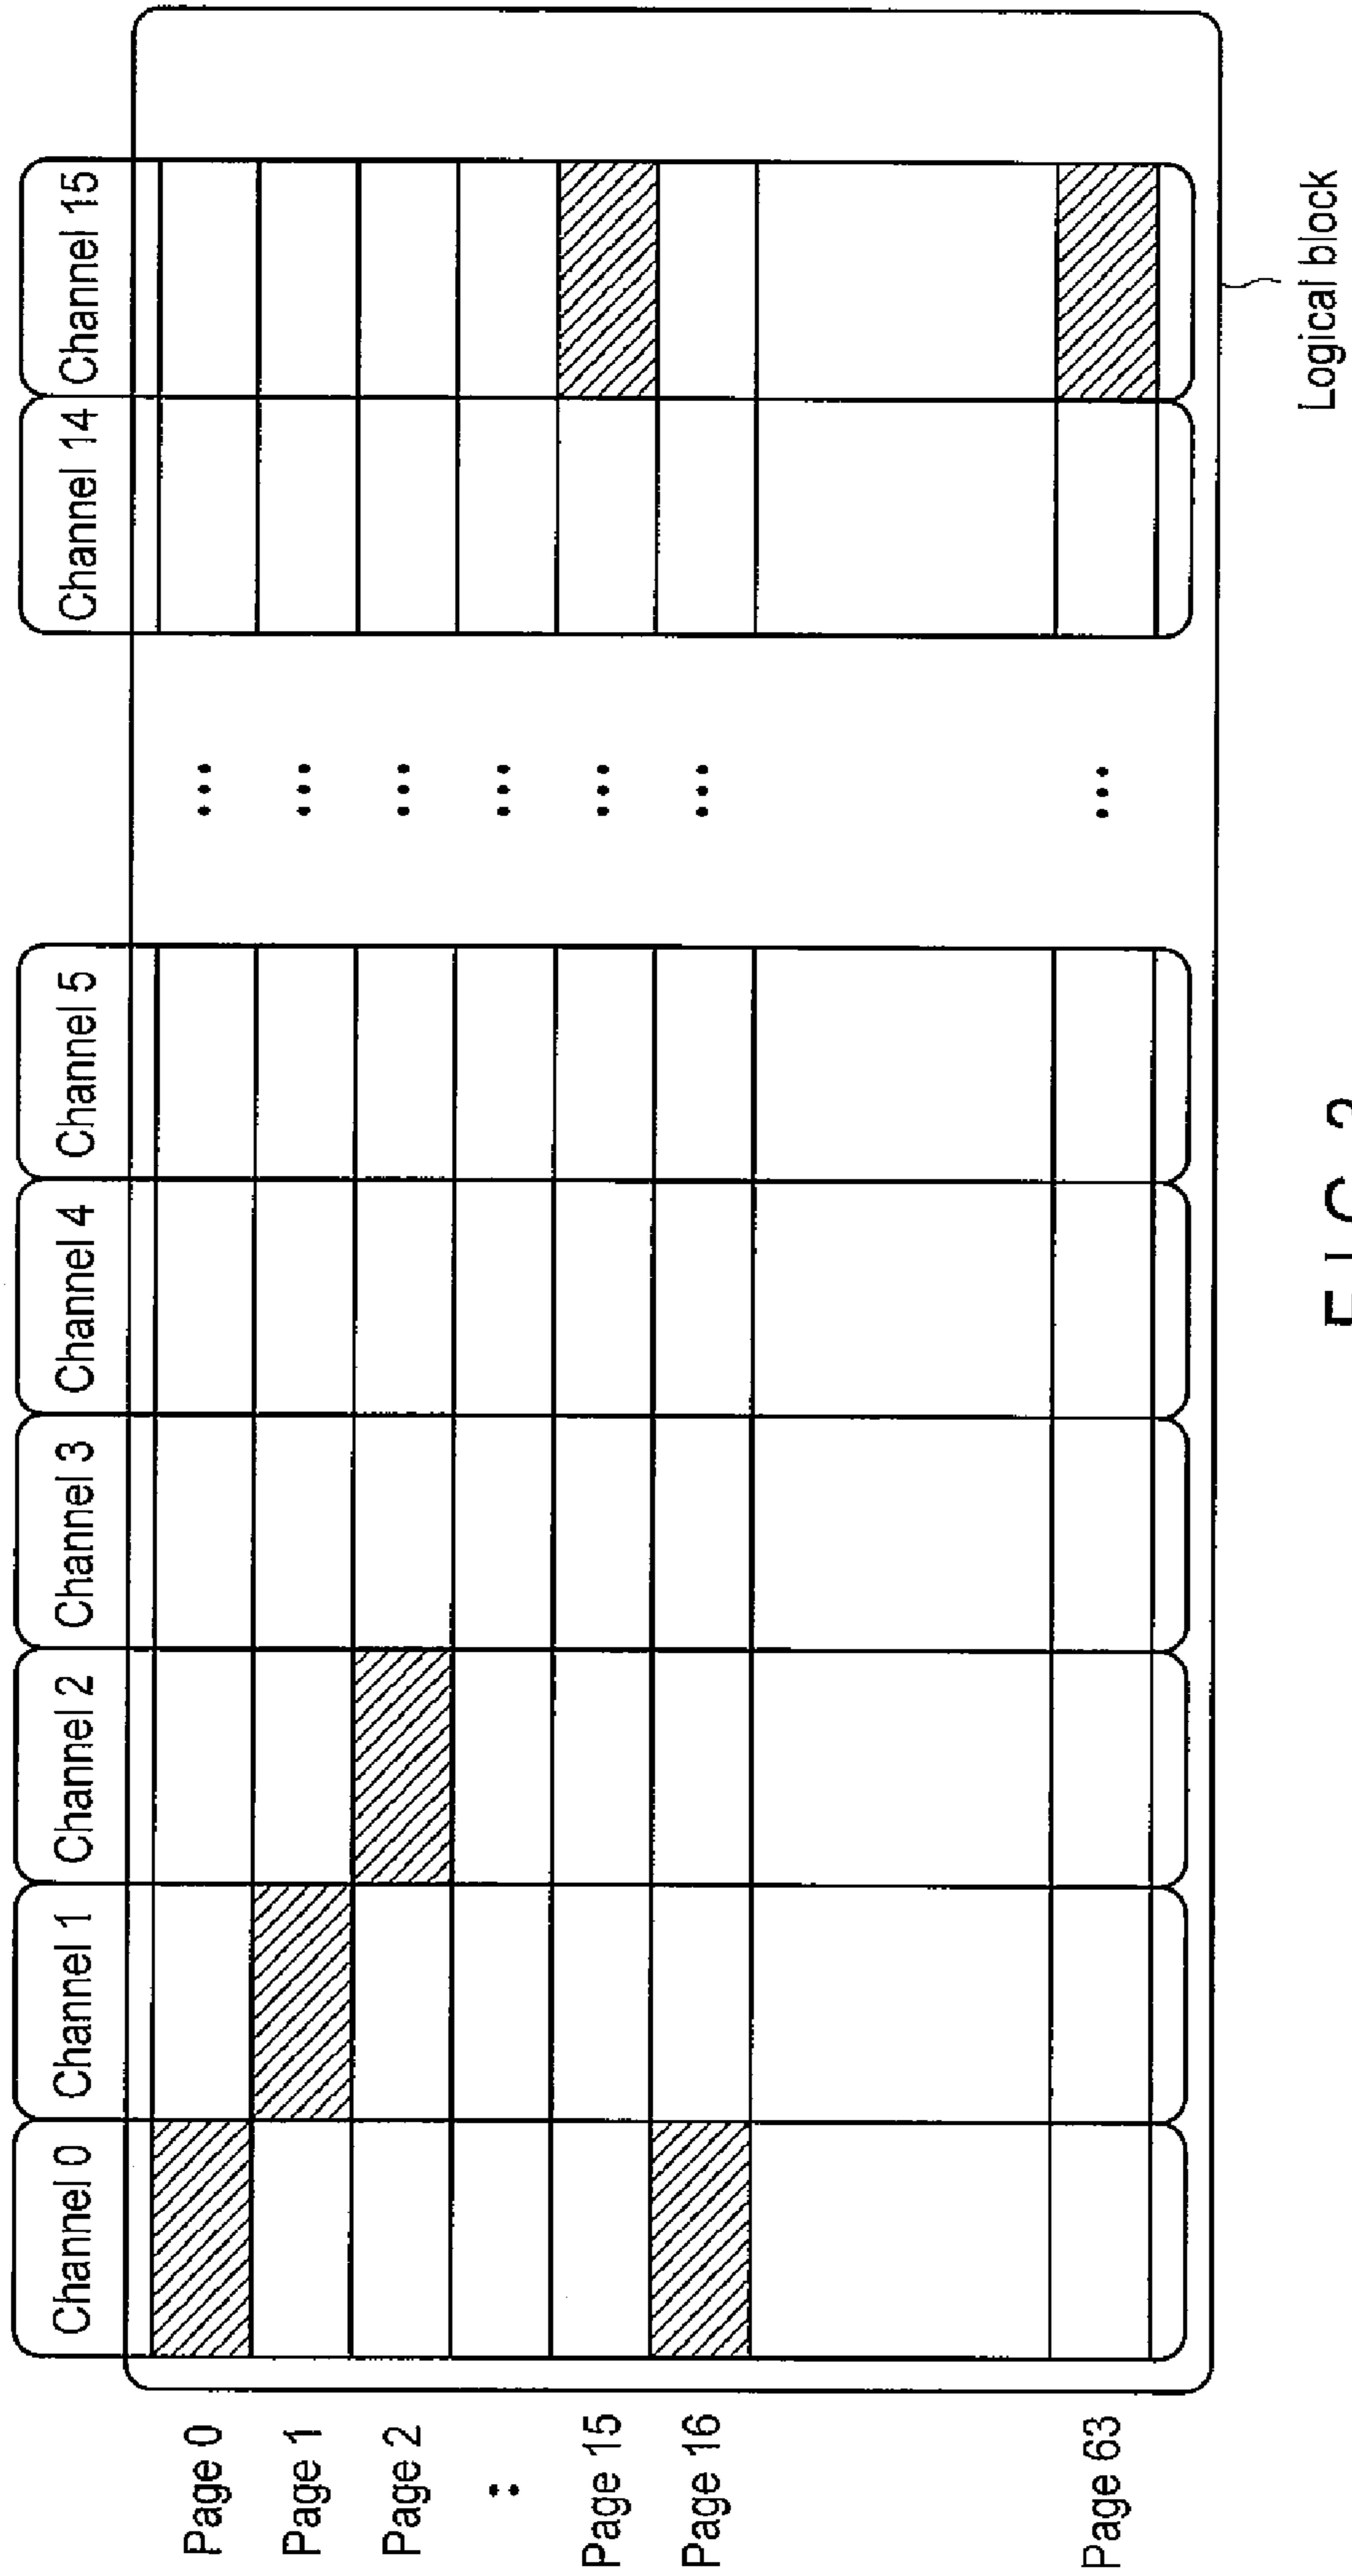 Channel 0 Channel 1 Channel 2 Channel 3 Channel 4 Channel 5 Channel 14 Channel 15
Page 0
Page 1
Page 2
Page 15
Page 16
Page 63
Logical block